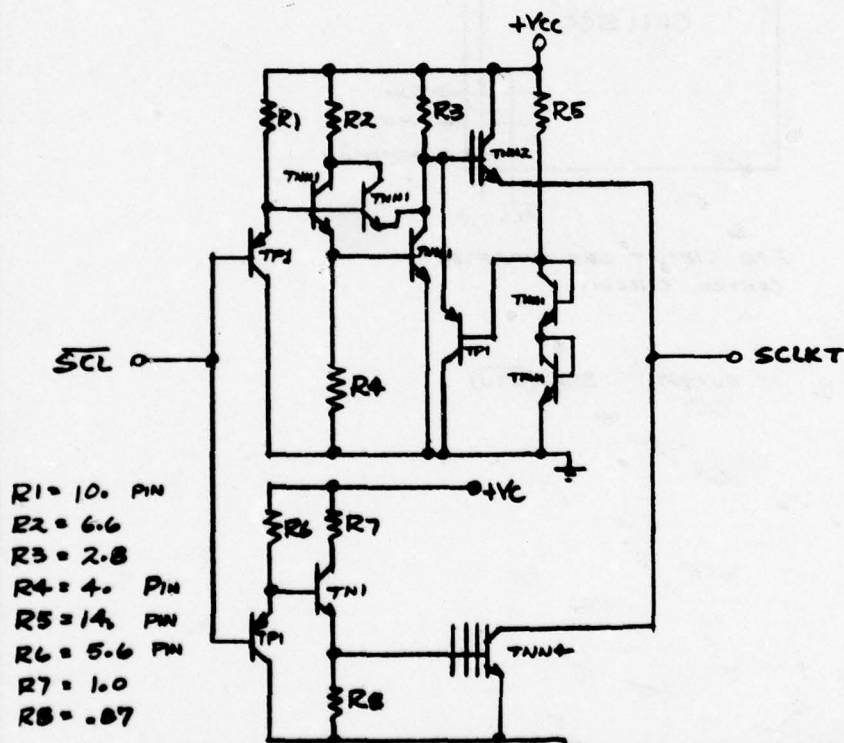 +Vcc
R1
R2
R3
R5
TNN2
TNN1
TNN1
TNN1
TP1
TNN1
TP1
TNN1
SCL
SCLKT
R4
+Vc
R1 = 10. PIN
R2 = 6.6
R3 = 2.8
R4 = 4. PIN
R5 = 14. PIN
R6 = 5.6 PIN
R7 = 1.0
R8 = .87
R6
R7
TN1
TP1
TNN4
R8